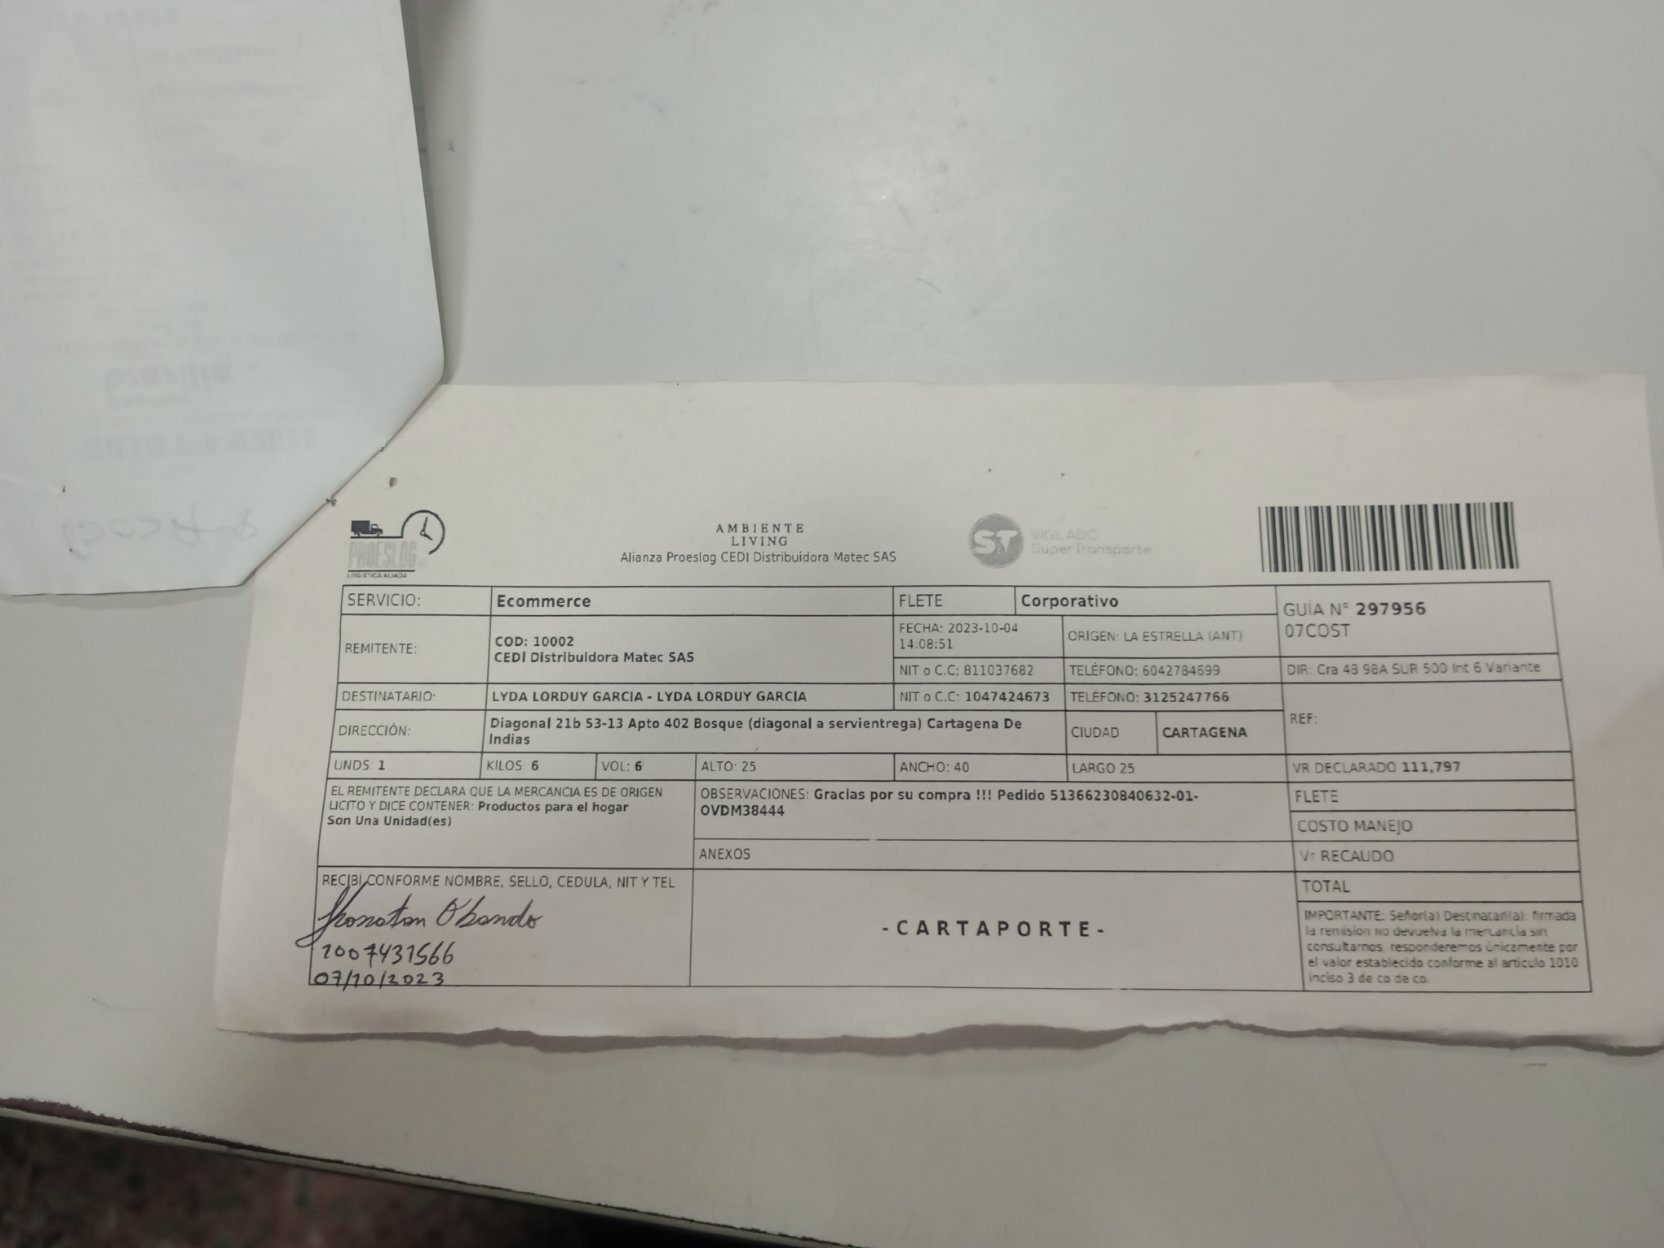 PROESLOG
LOGISTICA ALIADA
AMBIENTE
LIVING
Alianza Proeslog CEDI Distribuidora Matec SAS
ST
VIGILADO
SuperTransporte
SERVICIO:
Ecommerce
FLETE
Corporativo
GUIA N° 297956
07COST
REMITENTE:
COD: 10002
CEDI Distribuidora Matec SAS
FECHA: 2023-10-04
14:08:51
ORIGEN: LA ESTRELLA (ANT)
NIT o C.C: 811037682
TELÉFONO: 6042784699
DIR: Cra 48 98A SUR 500 Int 6 Variante
DESTINATARIO:
LYDA LORDUY GARCIA - LYDA LORDUY GARCIA
NIT o C.C: 1047424673
TELÉFONO: 3125247766
REF:
DIRECCIÓN:
Diagonal 21b 53-13 Apto 402 Bosque (diagonal a servientrega) Cartagena De
Indias
CIUDAD
CARTAGENA
UNDS 1
KILOS 6
VOL: 6
ALTO: 25
ANCHO: 40
LARGO 25
VR DECLARADO 111,797
EL REMITENTE DECLARA QUE LA MERCANCIA ES DE ORIGEN
LICITO Y DICE CONTENER: Productos para el hogar
Son Una Unidad(es)
OBSERVACIONES: Gracias por su compra !!! Pedido 51366230840632-01-
OVDM38444
FLETE
COSTO MANEJO
ANEXOS
Vr RECAUDO
TOTAL
RECIBÍ CONFORME NOMBRE, SELLO, CEDULA, NIT Y TEL
Jhonatan Obando
1007431566
07/10/2023
-CARTAPORTE-
IMPORTANTE: Señor(a) Destinatari(a): firmada
la remision no devuelva la mercancía sin
consultarnos, responderemos únicamente por
el valor establecido conforme al artículo 1010
inciso 3 de co de co.